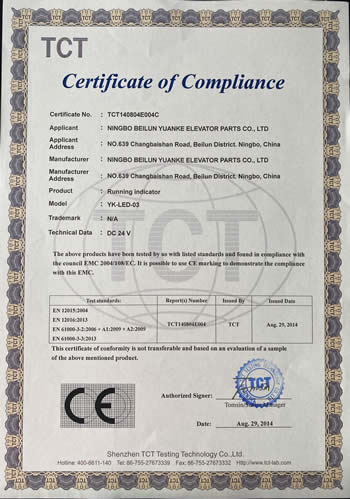 TCT
Certificate of Compliance
Certificate No. : TCT140804E004C
Applicant : NINGBO BEILUN YUANKE ELEVATOR PARTS CO., LTD
Applicant Address : NO.639 Changbaishan Road, Beilun District. Ningbo, China
Manufacturer : NINGBO BEILUN YUANKE ELEVATOR PARTS CO., LTD
Manufacturer Address : NO.639 Changbaishan Road, Beilun District. Ningbo, China
Product : Running indicator
Model : YK-LED-03
Trademark : N/A
Technical Data : DC 24 V
The above products have been tested by us with listed standards and found in compliance with
the council EMC 2004/108/EC. It is possible to use CE marking to demonstrate the compliance
with this EMC.
Test standards: Report(s) Number Issued By Issued Date
EN 12015:2004
EN 12016:2013
EN 61000-3-2:2006 + A1:2009 + A2:2009
EN 61000-3-3:2013
TCT140804E004 TCT Aug. 29, 2014
This certificate of conformity is not transferable and based on an evaluation of a sample
of the above mentioned product.
CE
TCT
Authorized Signer:
Manager
Date: Aug. 29, 2014
Shenzhen TCT Testing Technology Co.,Ltd.
Hotline: 400-6611-140 Tel: 86-755-27673339 Fax: 86-755-27673332 http://www.tct-lab.com